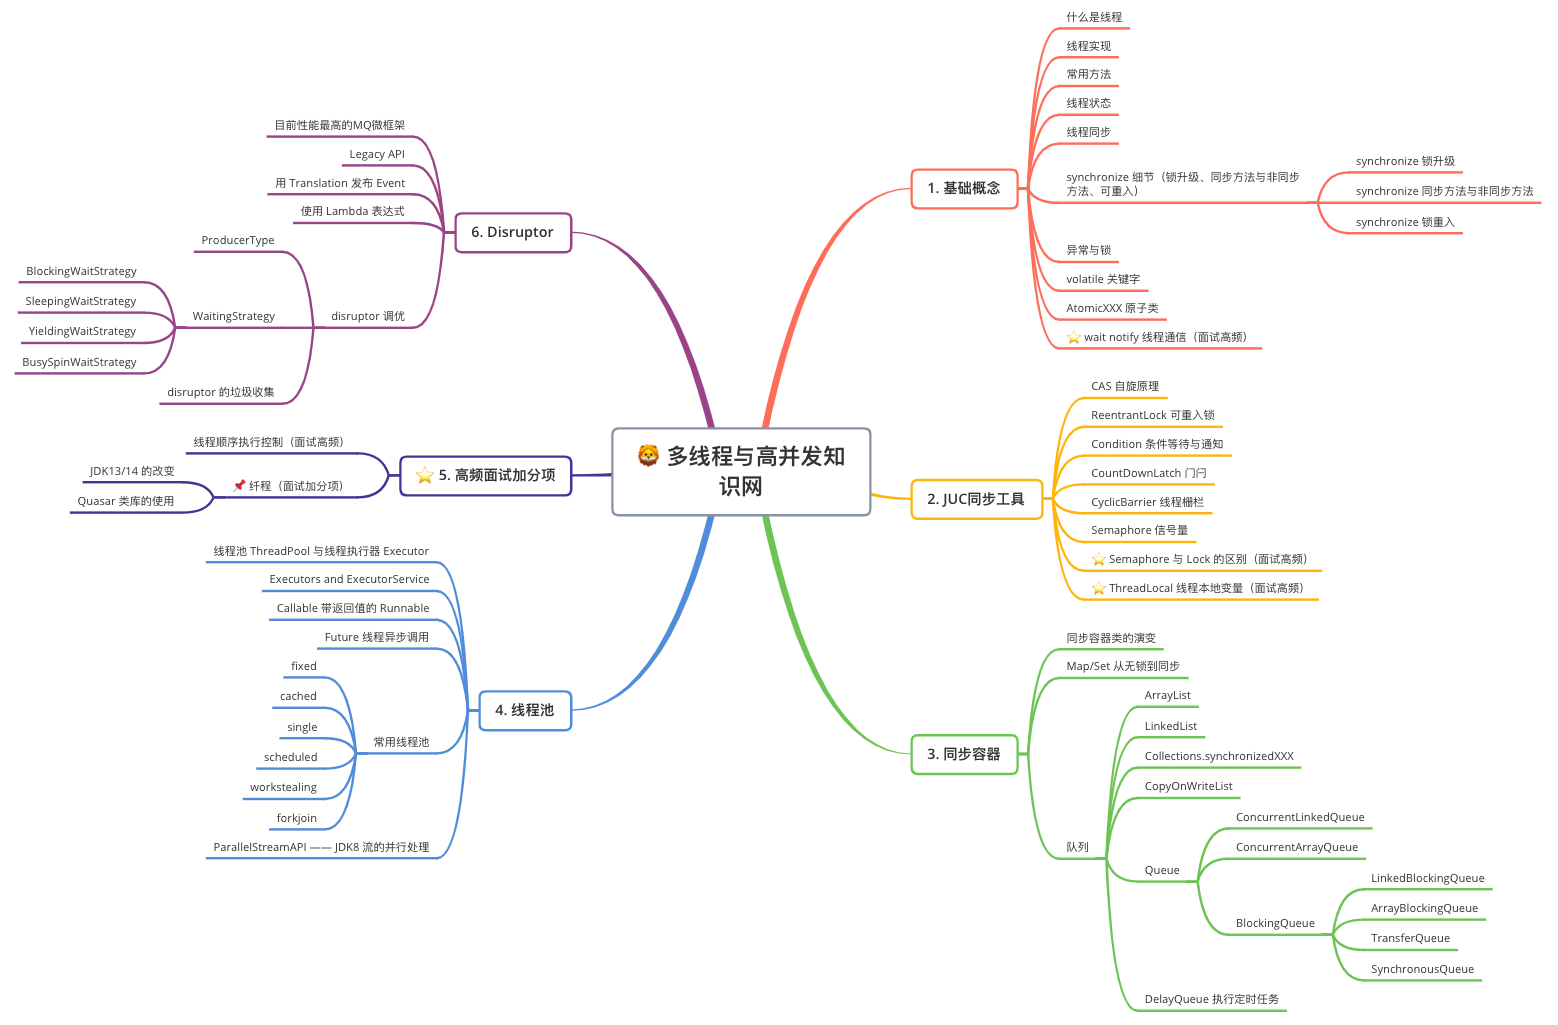 多线程与高并发知
识网
1. 基础概念
什么是线程
线程实现
常用方法
线程状态
线程同步
synchronize 细节（锁升级、同步方法与非同步
方法、可重入）
synchronize 锁升级
synchronize 同步方法与非同步方法
synchronize 锁重入
异常与锁
volatile 关键字
AtomicXXX 原子类
wait notify 线程通信（面试高频）
2. JUC同步工具
CAS 自旋原理
ReentrantLock 可重入锁
Condition 条件等待与通知
CountDownLatch 门闩
CyclicBarrier 线程栅栏
Semaphore 信号量
Semaphore 与 Lock 的区别（面试高频）
ThreadLocal 线程本地变量（面试高频）
3. 同步容器
同步容器类的演变
Map/Set 从无锁到同步
队列
ArrayList
LinkedList
Collections.synchronizedXXX
CopyOnWriteList
Queue
ConcurrentLinkedQueue
ConcurrentArrayQueue
BlockingQueue
LinkedBlockingQueue
ArrayBlockingQueue
TransferQueue
SynchronousQueue
DelayQueue 执行定时任务
4. 线程池
线程池 ThreadPool 与线程执行器 Executor
Executors and ExecutorService
Callable 带返回值的 Runnable
Future 线程异步调用
常用线程池
fixed
cached
single
scheduled
workstealing
forkjoin
ParallelStreamAPI —— JDK8 流的并行处理
5. 高频面试加分项
线程顺序执行控制（面试高频）
纤程（面试加分项）
JDK13/14 的改变
Quasar 类库的使用
6. Disruptor
目前性能最高的MQ微框架
Legacy API
用 Translation 发布 Event
使用 Lambda 表达式
disruptor 调优
ProducerType
WaitingStrategy
BlockingWaitStrategy
SleepingWaitStrategy
YieldingWaitStrategy
BusySpinWaitStrategy
disruptor 的垃圾收集